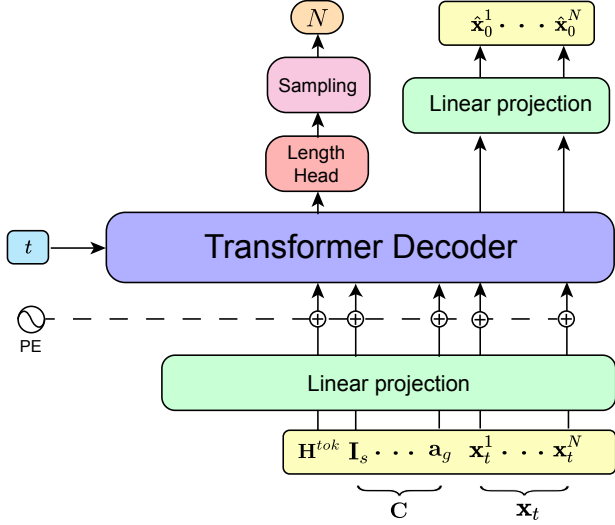 N
x̂₀¹ . . . x̂₀ᴺ
Sampling
Linear projection
Length
Head
t
Transformer Decoder
PE
Linear projection
Hᵗᵒᵏ Iₛ . . . a_g xₜ¹ . . . xₜᴺ
C xₜ